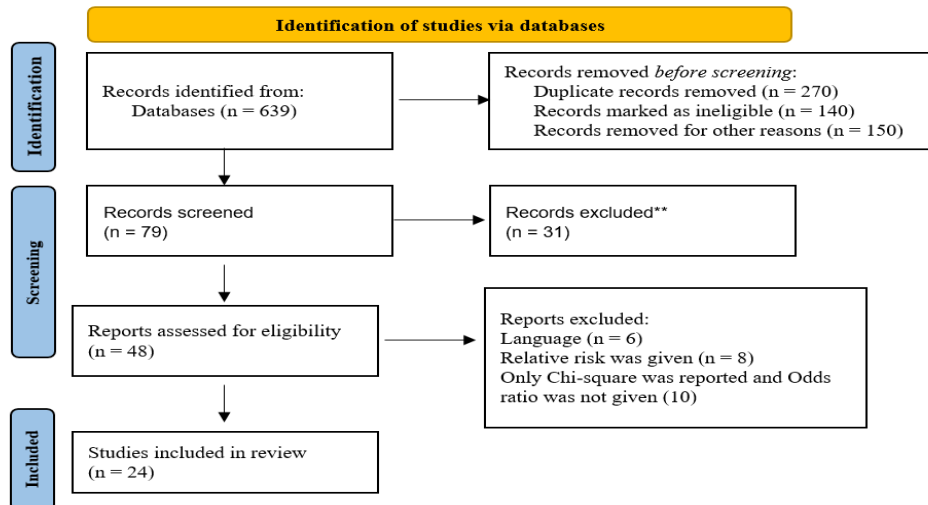 Identification of studies via databases
Identification
Records identified from:
Databases (n = 639)
Records removed before screening:
Duplicate records removed (n = 270)
Records marked as ineligible (n = 140)
Records removed for other reasons (n = 150)
Screening
Records screened
(n = 79)
Records excluded**
(n = 31)
Reports assessed for eligibility
(n = 48)
Reports excluded:
Language (n = 6)
Relative risk was given (n = 8)
Only Chi-square was reported and Odds
ratio was not given (10)
Included
Studies included in review
(n = 24)